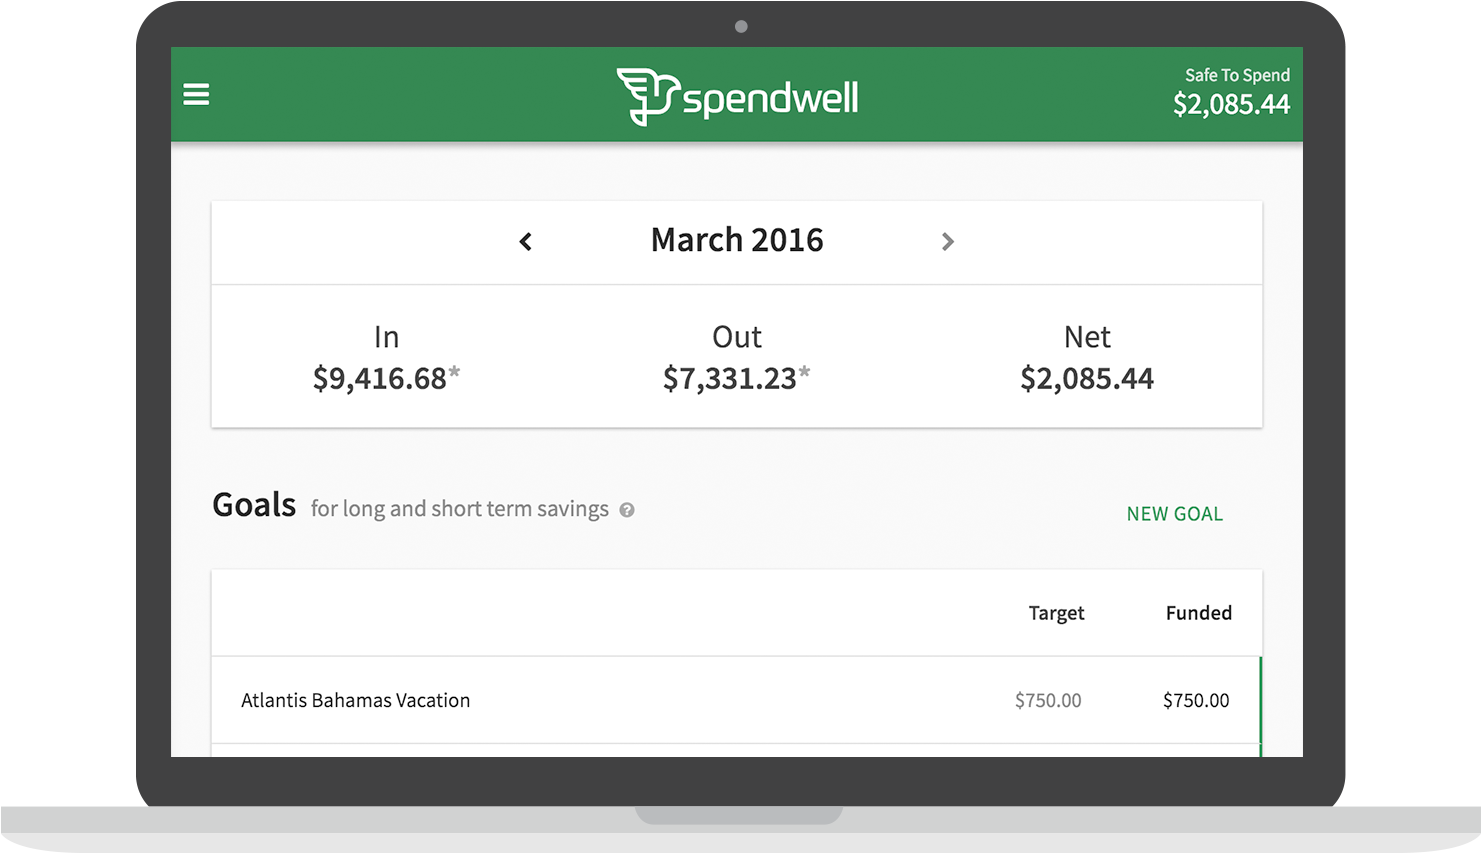 spendwell
Safe To Spend
$2,085.44
March 2016
In Out Net
$9,416.68* $7,331.23* $2,085.44
Goals for long and short term savings ?
NEW GOAL
Target Funded
Atlantis Bahamas Vacation $750.00 $750.00